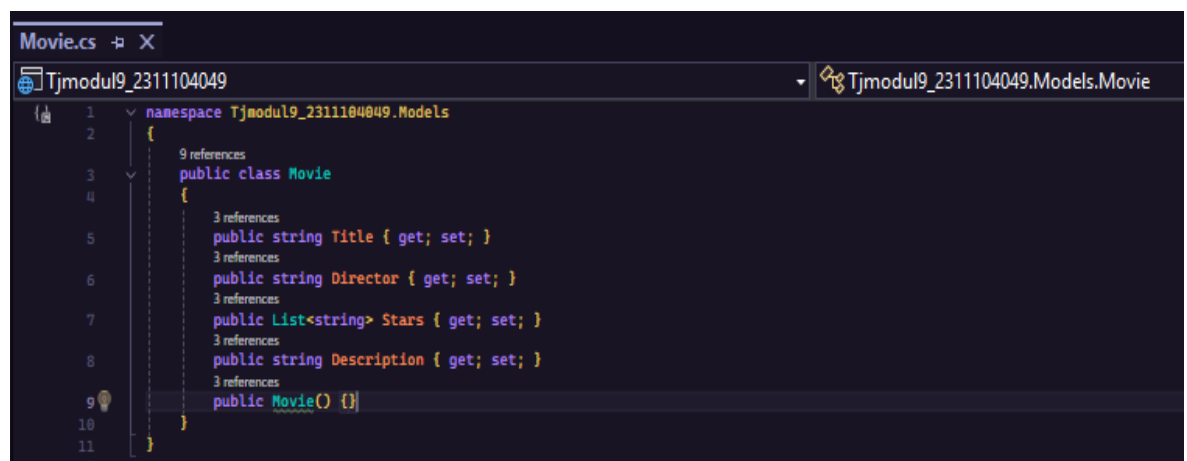 Movie.cs
Tjmodul9_2311104049 Tjmodul9_2311104049.Models.Movie
1 namespace Tjmodul9_2311104049.Models
2 {
9 references
3 public class Movie
4 {
3 references
5 public string Title { get; set; }
3 references
6 public string Director { get; set; }
3 references
7 public List<string> Stars { get; set; }
3 references
8 public string Description { get; set; }
3 references
9 public Movie() {}
10 }
11 }